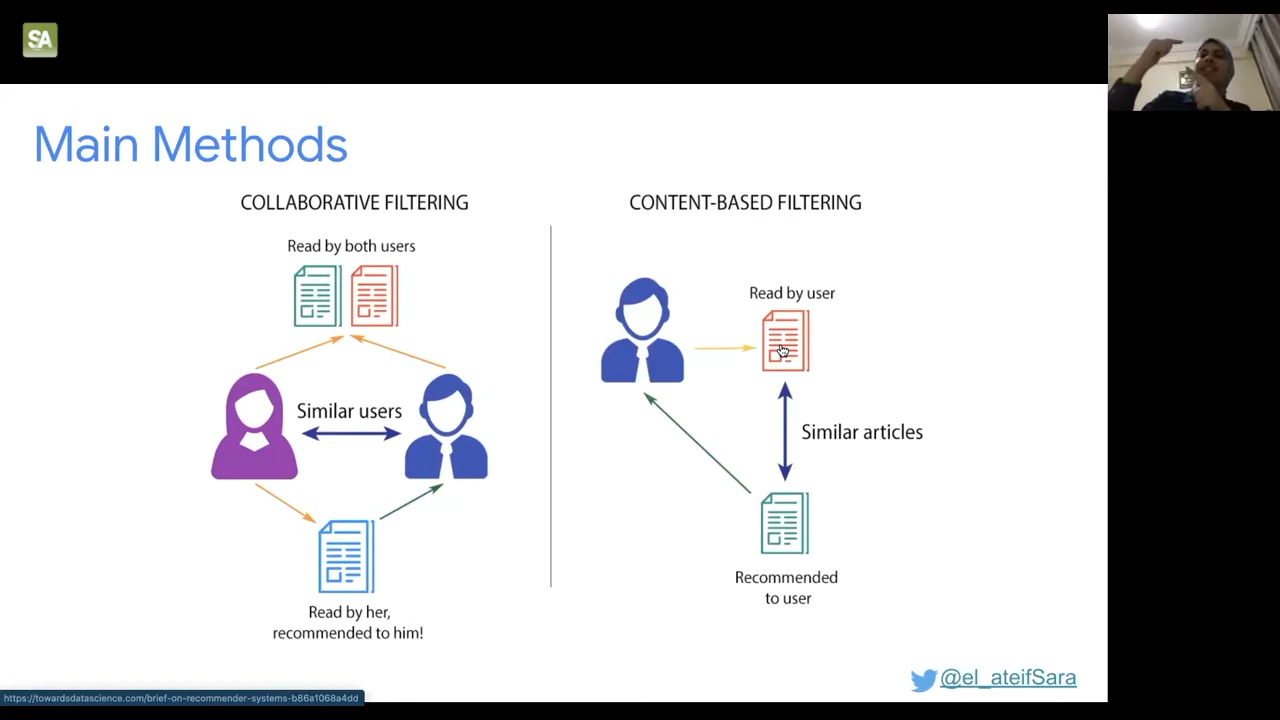 SA
Main Methods
COLLABORATIVE FILTERING
Read by both users
Similar users
Read by her,
recommended to him!
CONTENT-BASED FILTERING
Read by user
Similar articles
Recommended
to user
@el_ateifSara
https://towardsdatascience.com/brief-on-recommender-systems-b86a1068a4dd